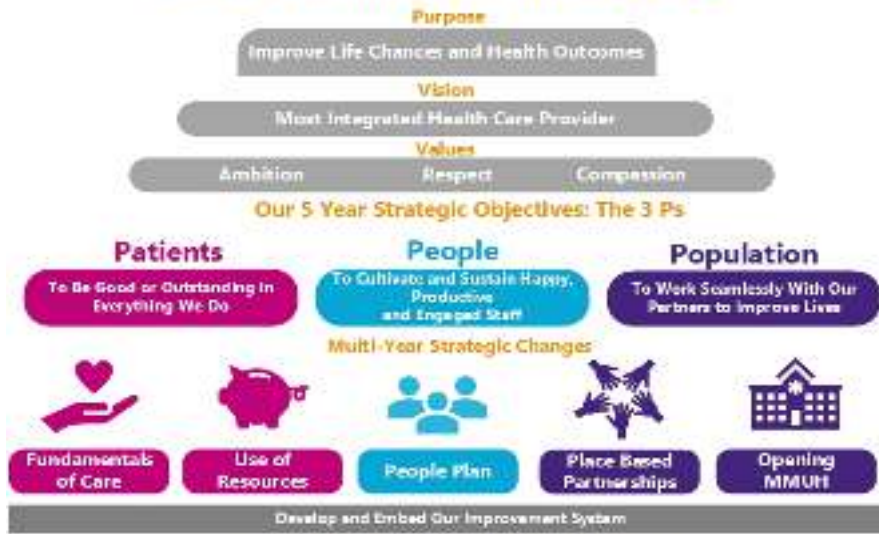 Purpose
Improve Life Chances and Health Outcomes
Vision
Most Integrated Health Care Provider
Values
Ambition Respect Compassion
Our 5 Year Strategic Objectives: The 3 Ps
Patients
People
Population
To Be Good or Outstanding in
Everything We Do
To Cultivate and Sustain Happy,
Productive
and Engaged Staff
To Work Seamlessly With Our
Partners to Improve Lives
Multi-Year Strategic Changes
Fundamentals
of Care
Use of
Resources
People Plan
Place Based
Partnerships
Opening
MMUH
Develop and Embed Our Improvement System